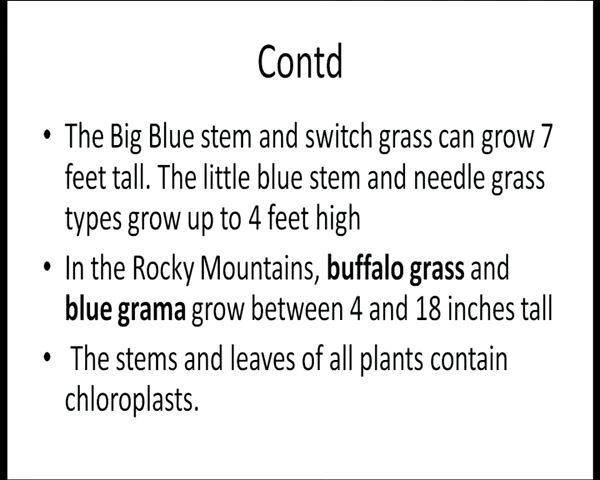 Contd
• The Big Blue stem and switch grass can grow 7
feet tall. The little blue stem and needle grass
types grow up to 4 feet high
• In the Rocky Mountains, buffalo grass and
blue grama grow between 4 and 18 inches tall
• The stems and leaves of all plants contain
chloroplasts.